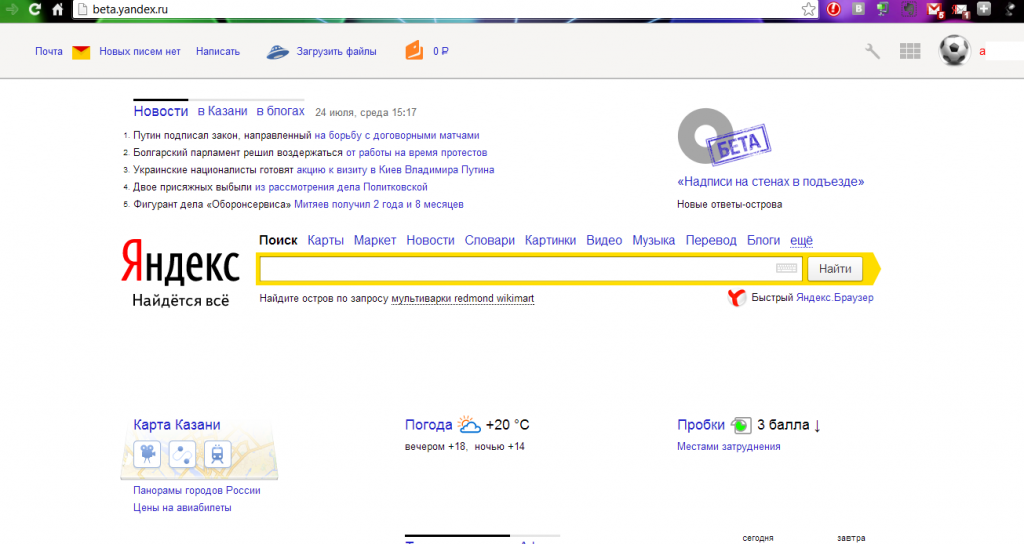 beta.yandex.ru
5
1
Почта Новых писем нет Написать Загрузить файлы 0 ₽ a
Новости в Казани в блогах 24 июля, среда 15:17
1. Путин подписал закон, направленный на борьбу с договорными матчами
2. Болгарский парламент решил воздержаться от работы на время протестов
3. Украинские националисты готовят акцию к визиту в Киев Владимира Путина
4. Двое присяжных выбыли из рассмотрения дела Политковской
5. Фигурант дела «Оборонсервиса» Митяев получил 2 года и 8 месяцев
БЕТА
«Надписи на стенах в подъезде»
Новые ответы-острова
Поиск Карты Маркет Новости Словари Картинки Видео Музыка Перевод Блоги ещё
Яндекс
Найдётся всё
Найти
Найдите остров по запросу мультиварки redmond wikimart
Быстрый Яндекс.Браузер
Карта Казани
Панорамы городов России
Цены на авиабилеты
Погода +20 °C
вечером +18, ночью +14
Пробки 3 балла ↓
Местами затруднения
сегодня завтра